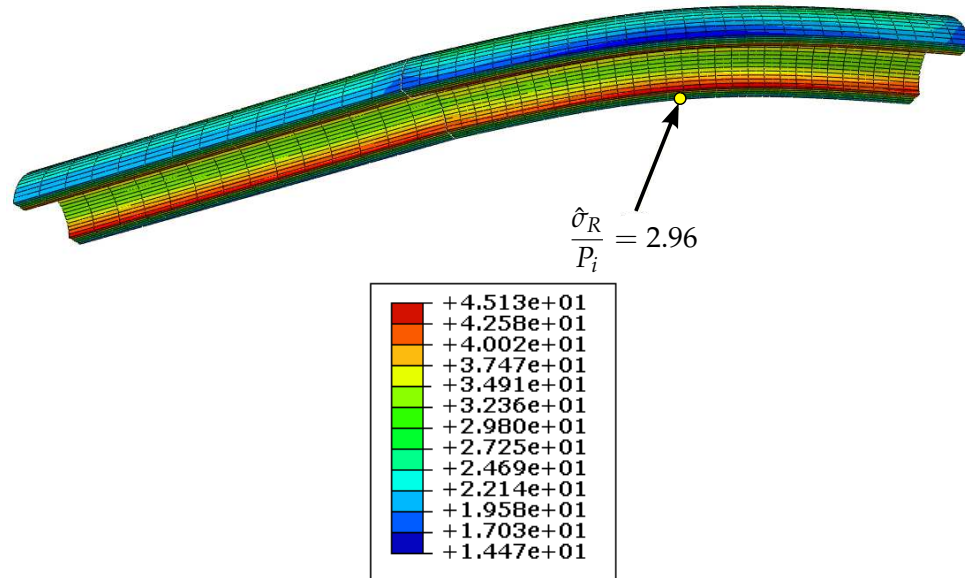 σ̂_R / P_i = 2.96
+4.513e+01
+4.258e+01
+4.002e+01
+3.747e+01
+3.491e+01
+3.236e+01
+2.980e+01
+2.725e+01
+2.469e+01
+2.214e+01
+1.958e+01
+1.703e+01
+1.447e+01